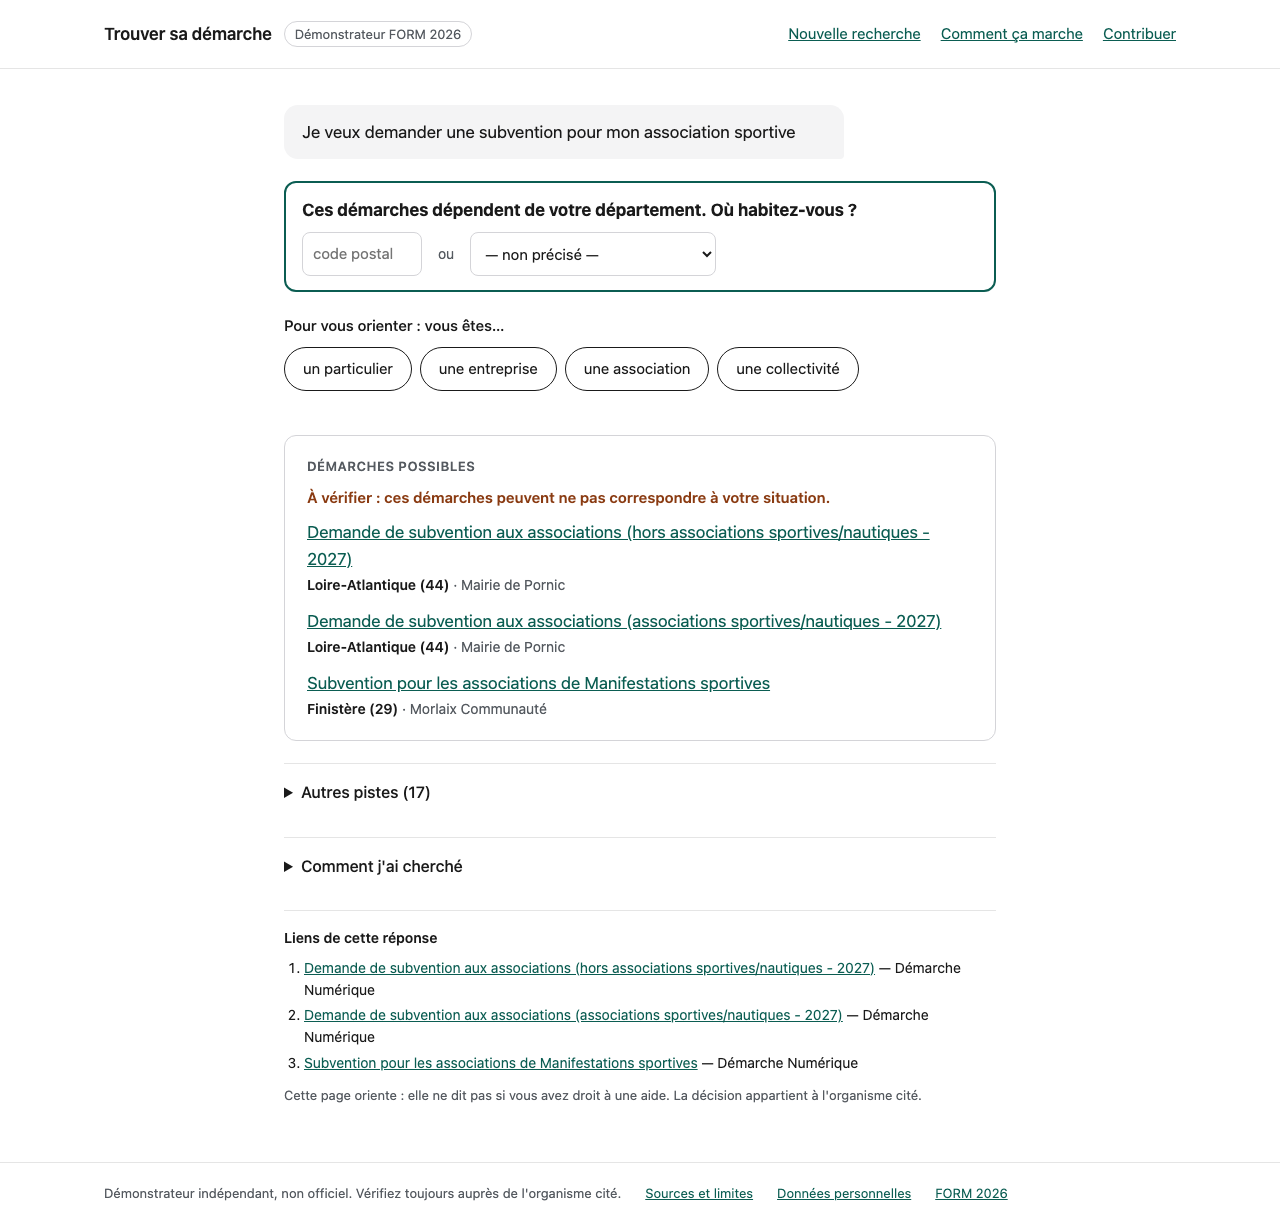 Trouver sa démarche
Démonstrateur FORM 2026
Nouvelle recherche
Comment ça marche
Contribuer
Je veux demander une subvention pour mon association sportive
Ces démarches dépendent de votre département. Où habitez-vous ?
code postal
ou
— non précisé —
Pour vous orienter : vous êtes...
un particulier
une entreprise
une association
une collectivité
DÉMARCHES POSSIBLES
À vérifier : ces démarches peuvent ne pas correspondre à votre situation.
Demande de subvention aux associations (hors associations sportives/nautiques -
2027)
Loire-Atlantique (44) · Mairie de Pornic
Demande de subvention aux associations (associations sportives/nautiques - 2027)
Loire-Atlantique (44) · Mairie de Pornic
Subvention pour les associations de Manifestations sportives
Finistère (29) · Morlaix Communauté
Autres pistes (17)
Comment j'ai cherché
Liens de cette réponse
1. Demande de subvention aux associations (hors associations sportives/nautiques - 2027) — Démarche
Numérique
2. Demande de subvention aux associations (associations sportives/nautiques - 2027) — Démarche
Numérique
3. Subvention pour les associations de Manifestations sportives — Démarche Numérique
Cette page oriente : elle ne dit pas si vous avez droit à une aide. La décision appartient à l'organisme cité.
Démonstrateur indépendant, non officiel. Vérifiez toujours auprès de l'organisme cité.
Sources et limites
Données personnelles
FORM 2026